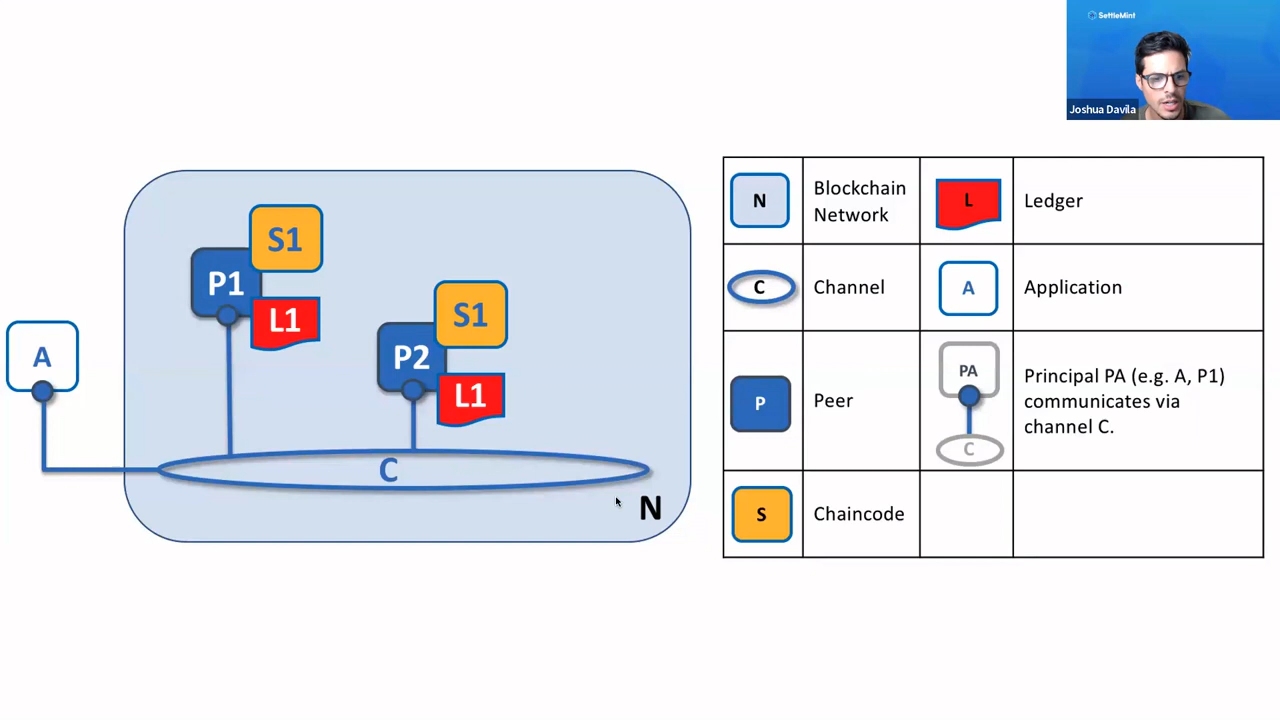 SettleMint
Joshua Davila
S1
P1
L1
S1
P2
L1
A
C
N
N
Blockchain
Network
L
Ledger
C
Channel
A
Application
P
Peer
PA
C
Principal PA (e.g. A, P1)
communicates via
channel C.
S
Chaincode